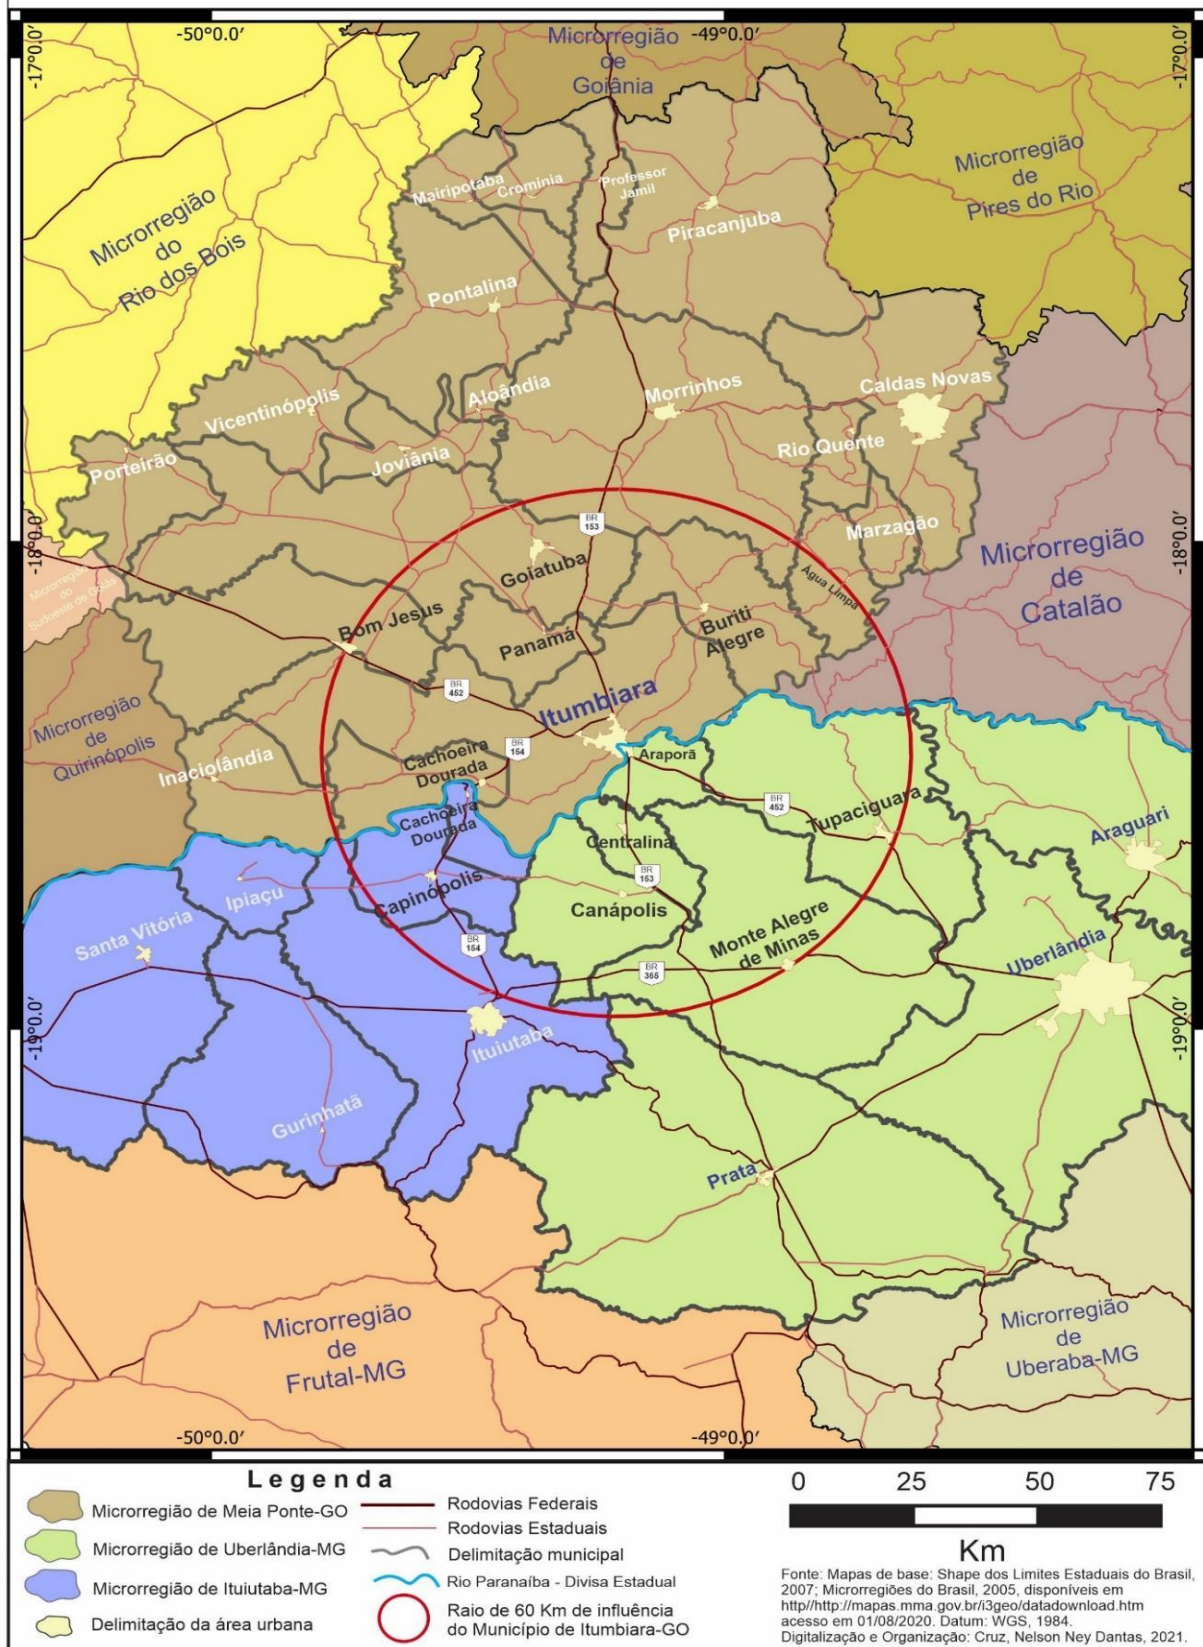 -50°0.0'
-49°0.0'
-17°0.0'
-17°0.0'
Microrregião
de
Goiânia
Microrregião
de
Pires do Rio
Microrregião
do
Rio dos Bois
Mairipotaba
Cromínia
Professor
Jamil
Piracanjuba
Pontalina
Vicentinópolis
Aloândia
Morrinhos
Caldas Novas
Porteirão
Joviânia
Rio Quente
-18°0.0'
-18°0.0'
BR
153
Marzagão
Microrregião
de
Catalão
Goiatuba
Água Limpa
Microrregião
do
Sudoeste de Goiás
Bom Jesus
Panamá
Buriti
Alegre
BR
452
Itumbiara
Microrregião
de
Quirinópolis
BR
154
Inaciolândia
Cachoeira
Dourada
Araporã
Cachoeira
Dourada
BR
452
Tupaciguara
Centralina
Araguari
BR
153
Ipiaçu
Capinópolis
Canápolis
Santa Vitória
BR
154
Monte Alegre
de Minas
Uberlândia
BR
365
-19°0.0'
-19°0.0'
Ituiutaba
Gurinhatã
Prata
Microrregião
de
Frutal-MG
Microrregião
de
Uberaba-MG
-50°0.0'
-49°0.0'
Legenda
Microrregião de Meia Ponte-GO
Microrregião de Uberlândia-MG
Microrregião de Ituiutaba-MG
Delimitação da área urbana
Rodovias Federais
Rodovias Estaduais
Delimitação municipal
Rio Paranaíba - Divisa Estadual
Raio de 60 Km de influência
do Município de Itumbiara-GO
0 25 50 75
Km
Fonte: Mapas de base: Shape dos Limites Estaduais do Brasil,
2007; Microrregiões do Brasil, 2005, disponíveis em
http//http://mapas.mma.gov.br/i3geo/datadownload.htm
acesso em 01/08/2020. Datum: WGS, 1984.
Digitalização e Organização: Cruz, Nelson Ney Dantas, 2021.